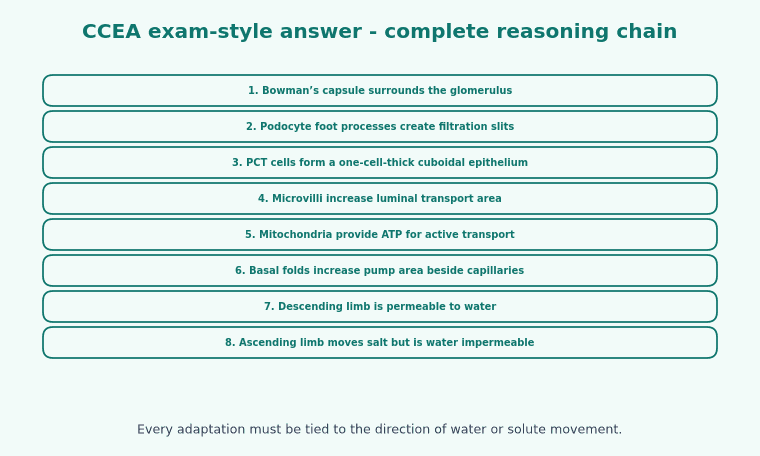 CCEA exam-style answer - complete reasoning chain
1. Bowman’s capsule surrounds the glomerulus
2. Podocyte foot processes create filtration slits
3. PCT cells form a one-cell-thick cuboidal epithelium
4. Microvilli increase luminal transport area
5. Mitochondria provide ATP for active transport
6. Basal folds increase pump area beside capillaries
7. Descending limb is permeable to water
8. Ascending limb moves salt but is water impermeable
Every adaptation must be tied to the direction of water or solute movement.